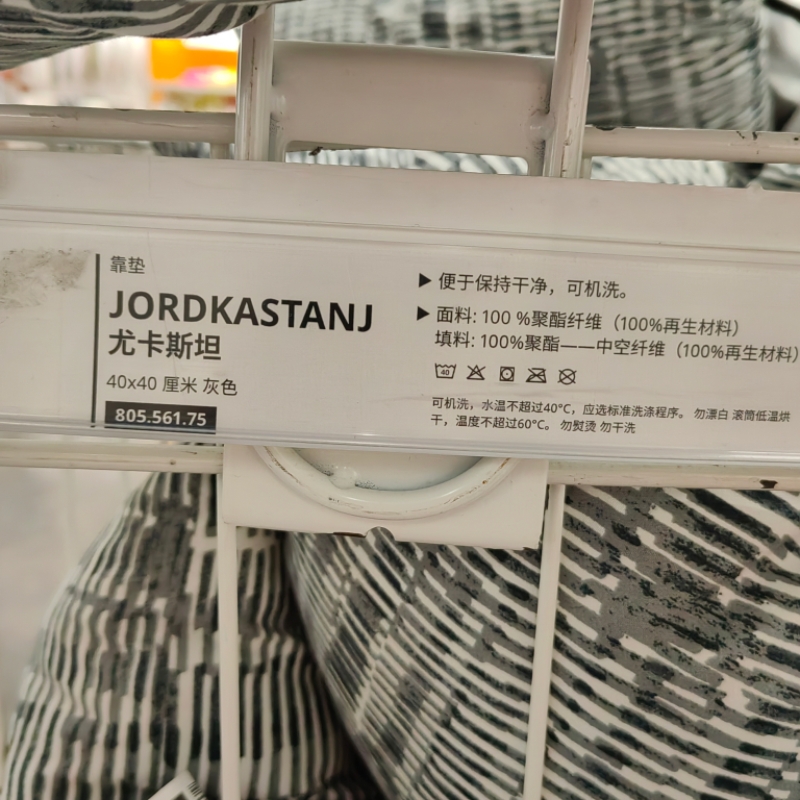 靠垫
JORDKASTANJ
尤卡斯坦
40x40 厘米 灰色
805.561.75
▶ 便于保持干净，可机洗。
▶ 面料: 100 %聚酯纤维（100%再生材料）
填料: 100%聚酯——中空纤维（100%再生材料）
40
可机洗，水温不超过40°C，应选标准洗涤程序。 勿漂白 滚筒低温烘
干，温度不超过60°C。 勿熨烫 勿干洗